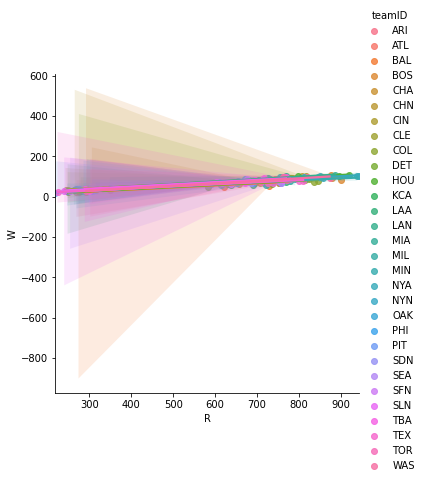 teamID
ARI
ATL
BAL
BOS
CHA
CHN
CIN
CLE
COL
DET
HOU
KCA
LAA
LAN
MIA
MIL
MIN
NYA
NYN
OAK
PHI
PIT
SDN
SEA
SFN
SLN
TBA
TEX
TOR
WAS
600
400
200
0
−200
−400
−600
−800
W
300 400 500 600 700 800 900
R